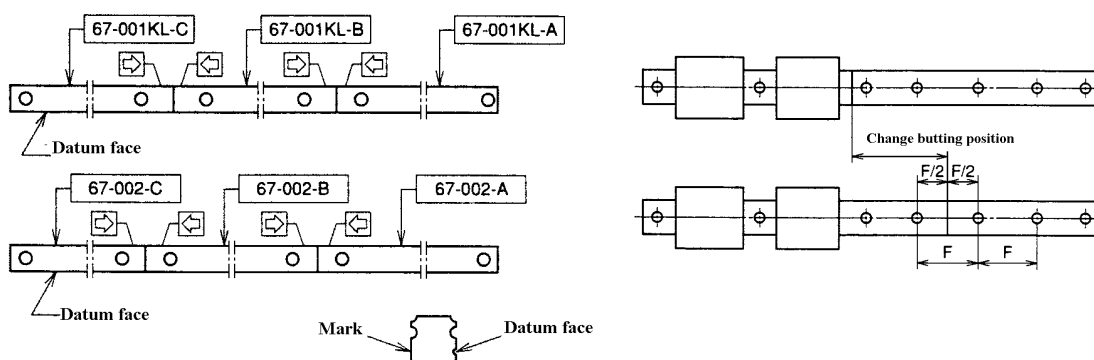 67-001KL-C
67-001KL-B
67-001KL-A
Datum face
67-002-C
67-002-B
67-002-A
Datum face
Mark
Datum face
Change butting position
F/2
F/2
F
F